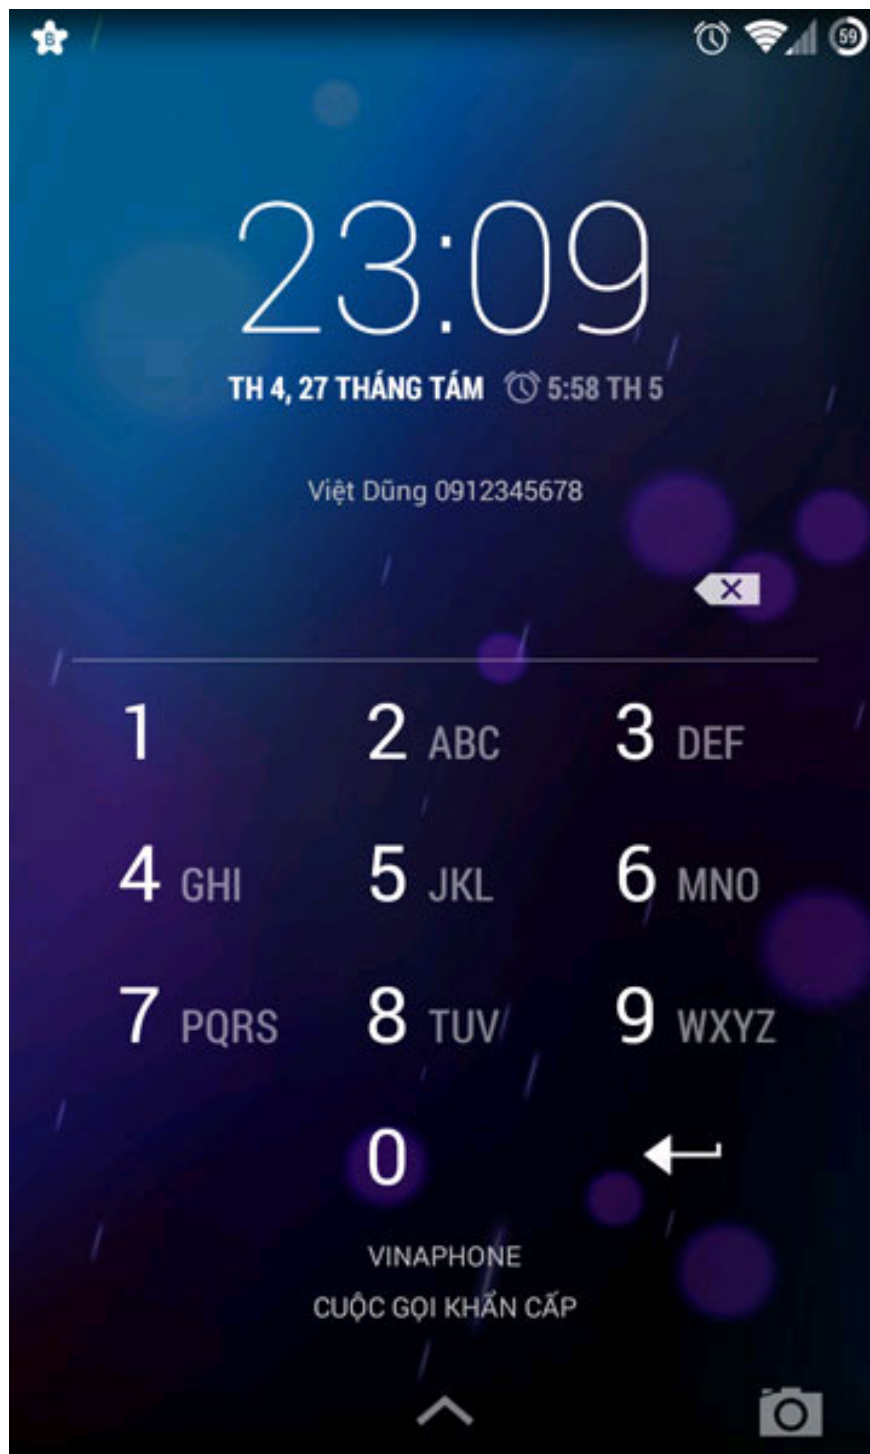 B 59
23:09
TH 4, 27 THÁNG TÁM 5:58 TH 5
Việt Dũng 0912345678
1 2 ABC 3 DEF
4 GHI 5 JKL 6 MNO
7 PQRS 8 TUV 9 WXYZ
0
VINAPHONE
CUỘC GỌI KHẨN CẤP